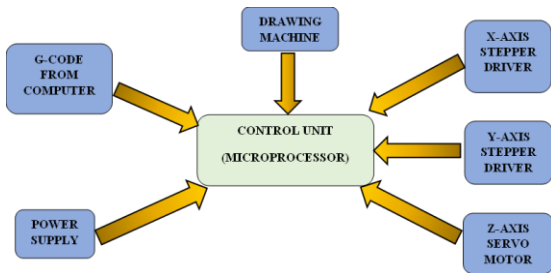 DRAWING
MACHINE
G-CODE
FROM
COMPUTER
X-AXIS
STEPPER
DRIVER
CONTROL UNIT
(MICROPROCESSOR)
Y-AXIS
STEPPER
DRIVER
POWER
SUPPLY
Z-AXIS
SERVO
MOTOR